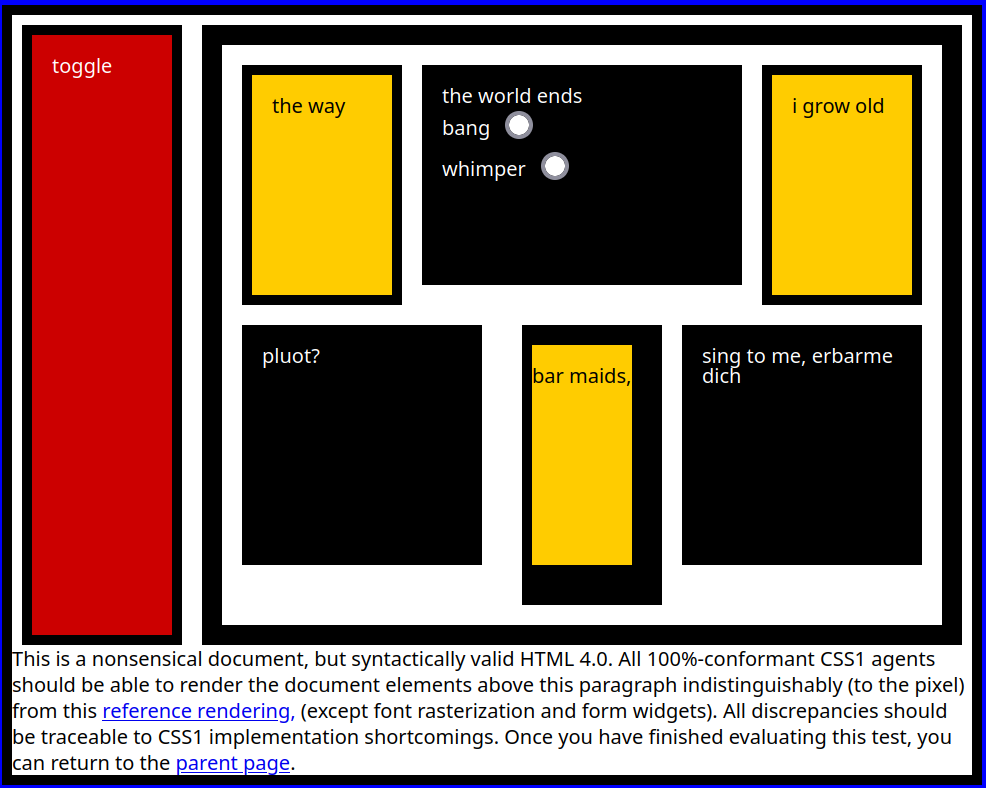 toggle
the way
the world ends
bang
whimper
i grow old
pluot?
bar maids,
sing to me, erbarme
dich
This is a nonsensical document, but syntactically valid HTML 4.0. All 100%-conformant CSS1 agents
should be able to render the document elements above this paragraph indistinguishably (to the pixel)
from this reference rendering, (except font rasterization and form widgets). All discrepancies should
be traceable to CSS1 implementation shortcomings. Once you have finished evaluating this test, you
can return to the parent page.